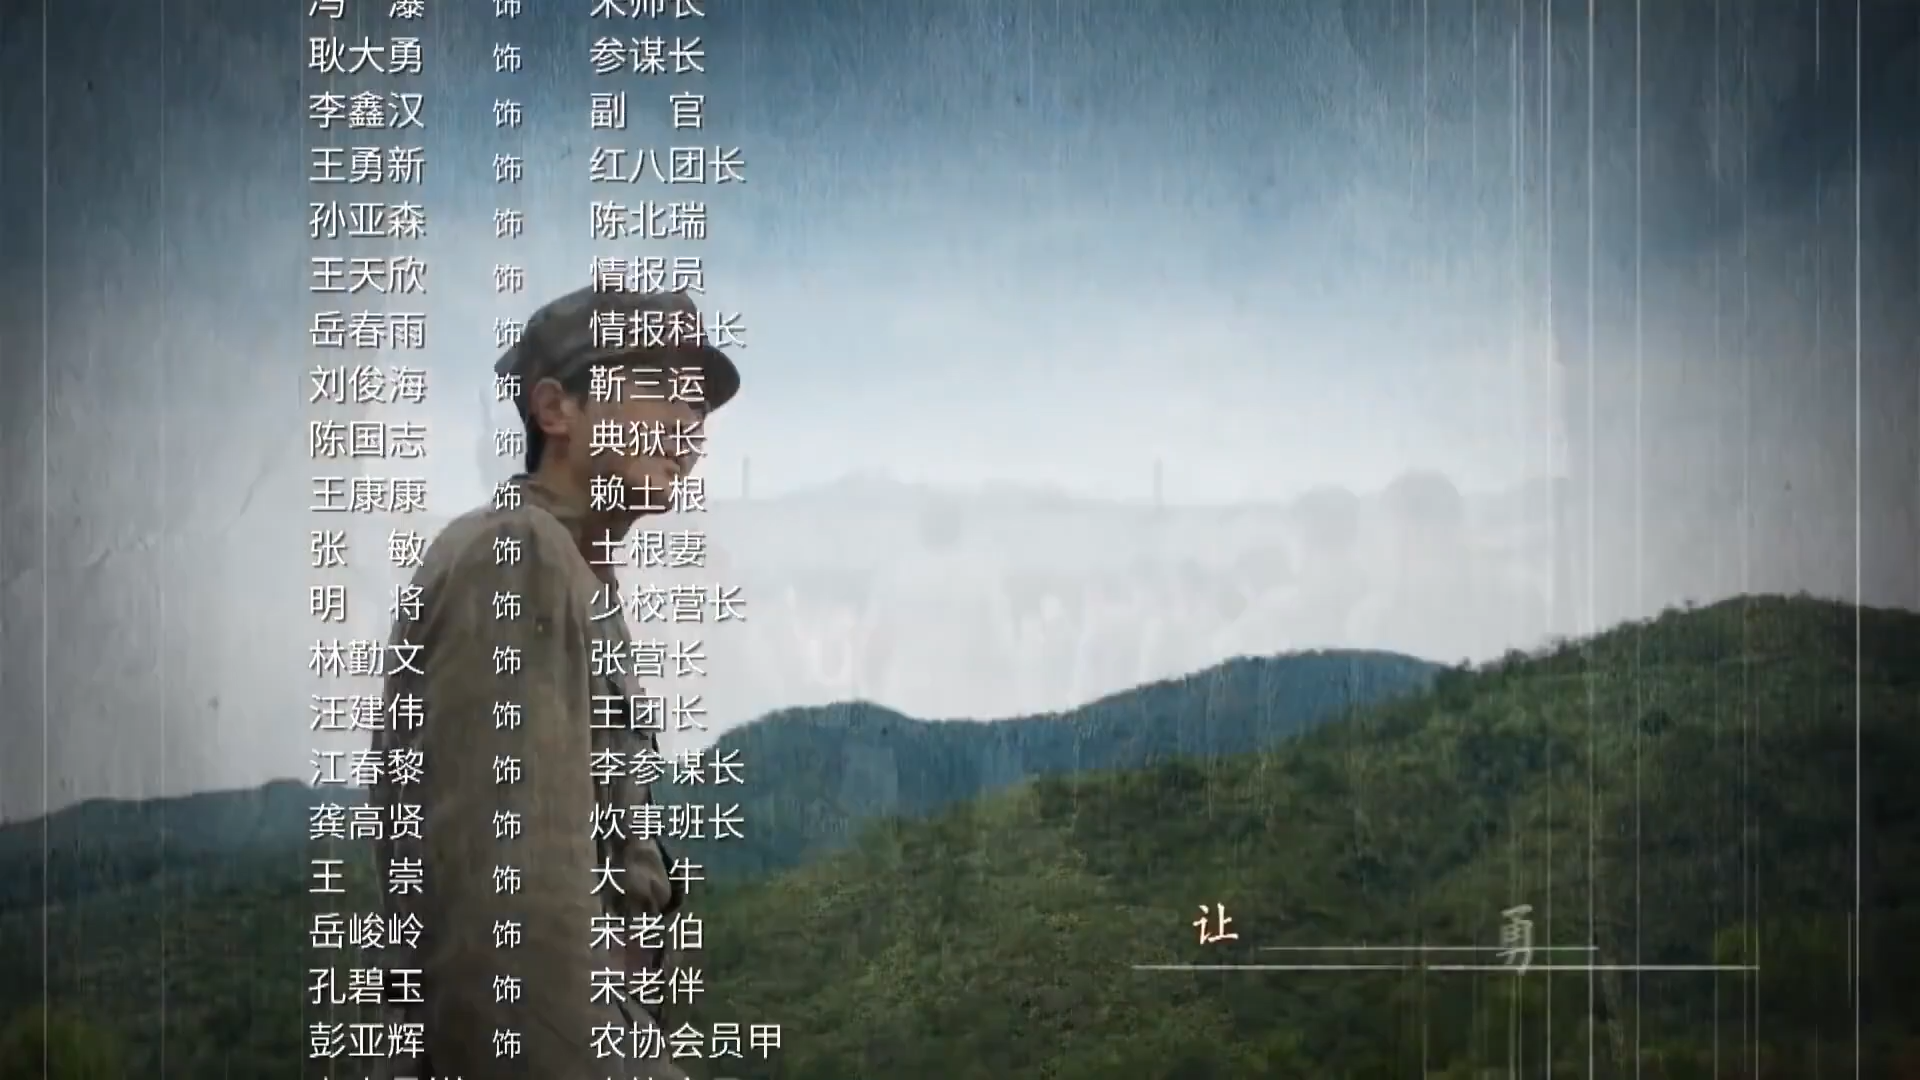 冯　瀑　饰　宋师长
耿大勇　饰　参谋长
李鑫汉　饰　副　官
王勇新　饰　红八团长
孙亚森　饰　陈北瑞
王天欣　饰　情报员
岳春雨　饰　情报科长
刘俊海　饰　靳三运
陈国志　饰　典狱长
王康康　饰　赖土根
张　敏　饰　土根妻
明　将　饰　少校营长
林勤文　饰　张营长
汪建伟　饰　王团长
江春黎　饰　李参谋长
龚高贤　饰　炊事班长
王　崇　饰　大　牛
岳峻岭　饰　宋老伯
孔碧玉　饰　宋老伴
彭亚辉　饰　农协会员甲
让　勇